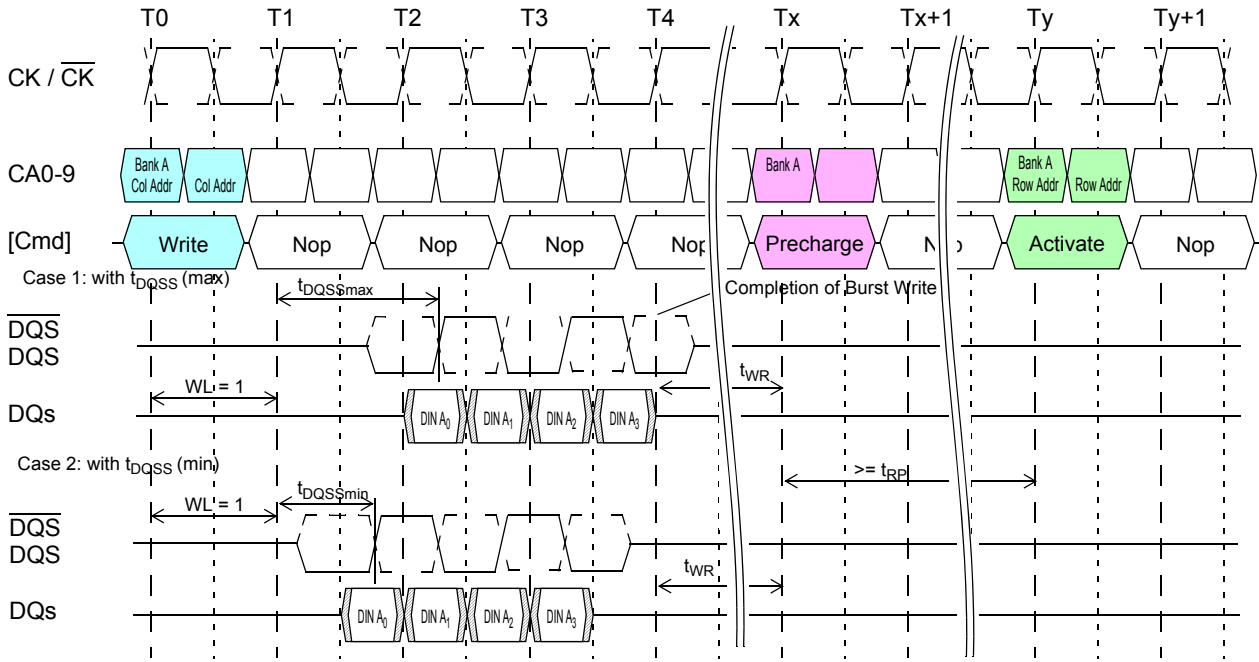 T0 T1 T2 T3 T4 Tx Tx+1 Ty Ty+1
CK / CK
CA0-9 Bank A Col Addr Col Addr Bank A Bank A Row Addr Row Addr
[Cmd] Write Nop Nop Nop Nop Precharge Nop Activate Nop
Case 1: with tDQSS (max) tDQSSmax Completion of Burst Write
DQS
DQS
WL = 1 tWR
DQs DIN A0 DIN A1 DIN A2 DIN A3
Case 2: with tDQSS (min) >= tRP
WL = 1 tDQSSmin
DQS
DQS
tWR
DQs DIN A0 DIN A1 DIN A2 DIN A3